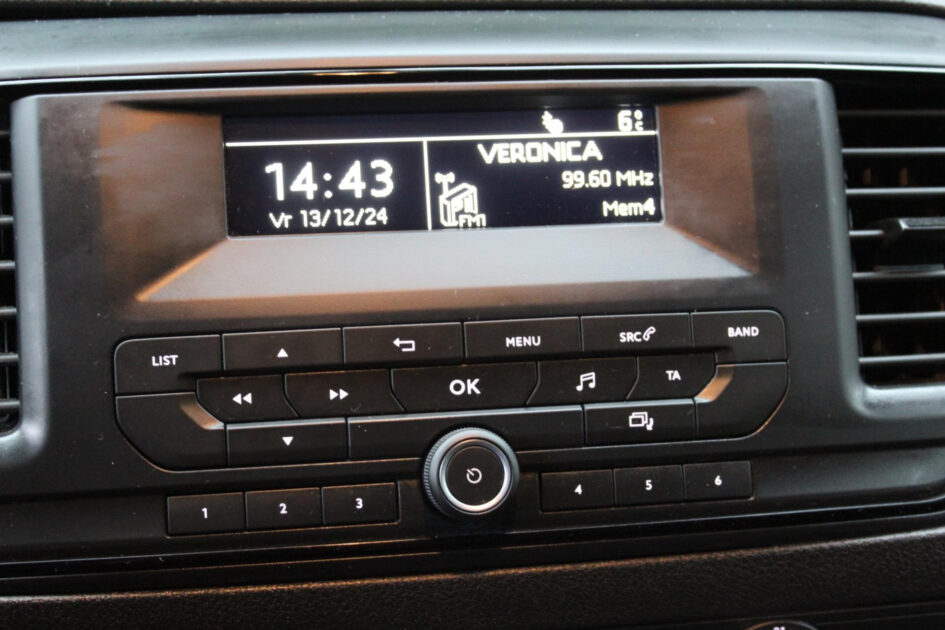 6°C
14:43
Vr 13/12/24
VERONICA
99.60 MHz
FM1
Mem4
LIST
MENU
SRC
BAND
OK
TA
1
2
3
4
5
6